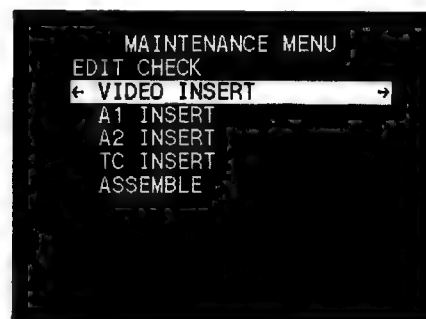 MAINTENANCE MENU
EDIT CHECK
← VIDEO INSERT →
A1 INSERT
A2 INSERT
TC INSERT
ASSEMBLE